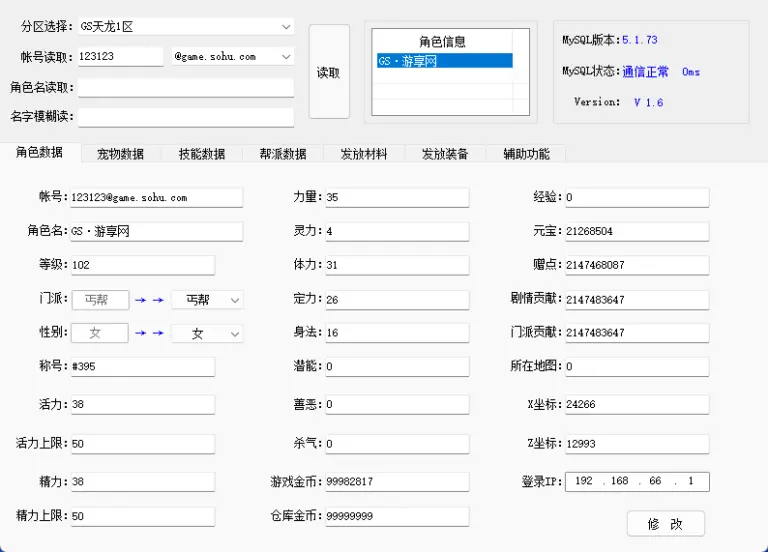 分区选择: GS天龙1区
帐号读取: 123123 @game.sohu.com
角色名读取:
名字模糊读:
读取
角色信息
GS·游享网
MySQL版本:5.1.73
MySQL状态:通信正常 0ms
Version: V 1.6
角色数据 宠物数据 技能数据 帮派数据 发放材料 发放装备 辅助功能
帐号: 123123@game.sohu.com 力量: 35 经验: 0
角色名: GS·游享网 灵力: 4 元宝: 21268504
等级: 102 体力: 31 赠点: 2147468087
门派: 丐帮 →→ 丐帮 定力: 26 剧情贡献: 2147483647
性别: 女 →→ 女 身法: 16 门派贡献: 2147483647
称号: #395 潜能: 0 所在地图: 0
活力: 38 善恶: 0 X坐标: 24266
活力上限: 50 杀气: 0 Z坐标: 12993
精力: 38 游戏金币: 99982817 登录IP: 192 . 168 . 66 . 1
精力上限: 50 仓库金币: 99999999
修 改